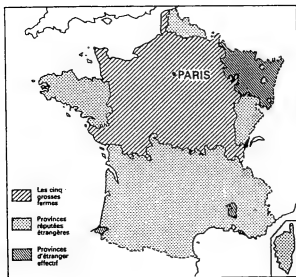 PARIS
Les cinq
grosses
fermes
Provinces
réputées
étrangères
Provinces
d'étranger
effectif